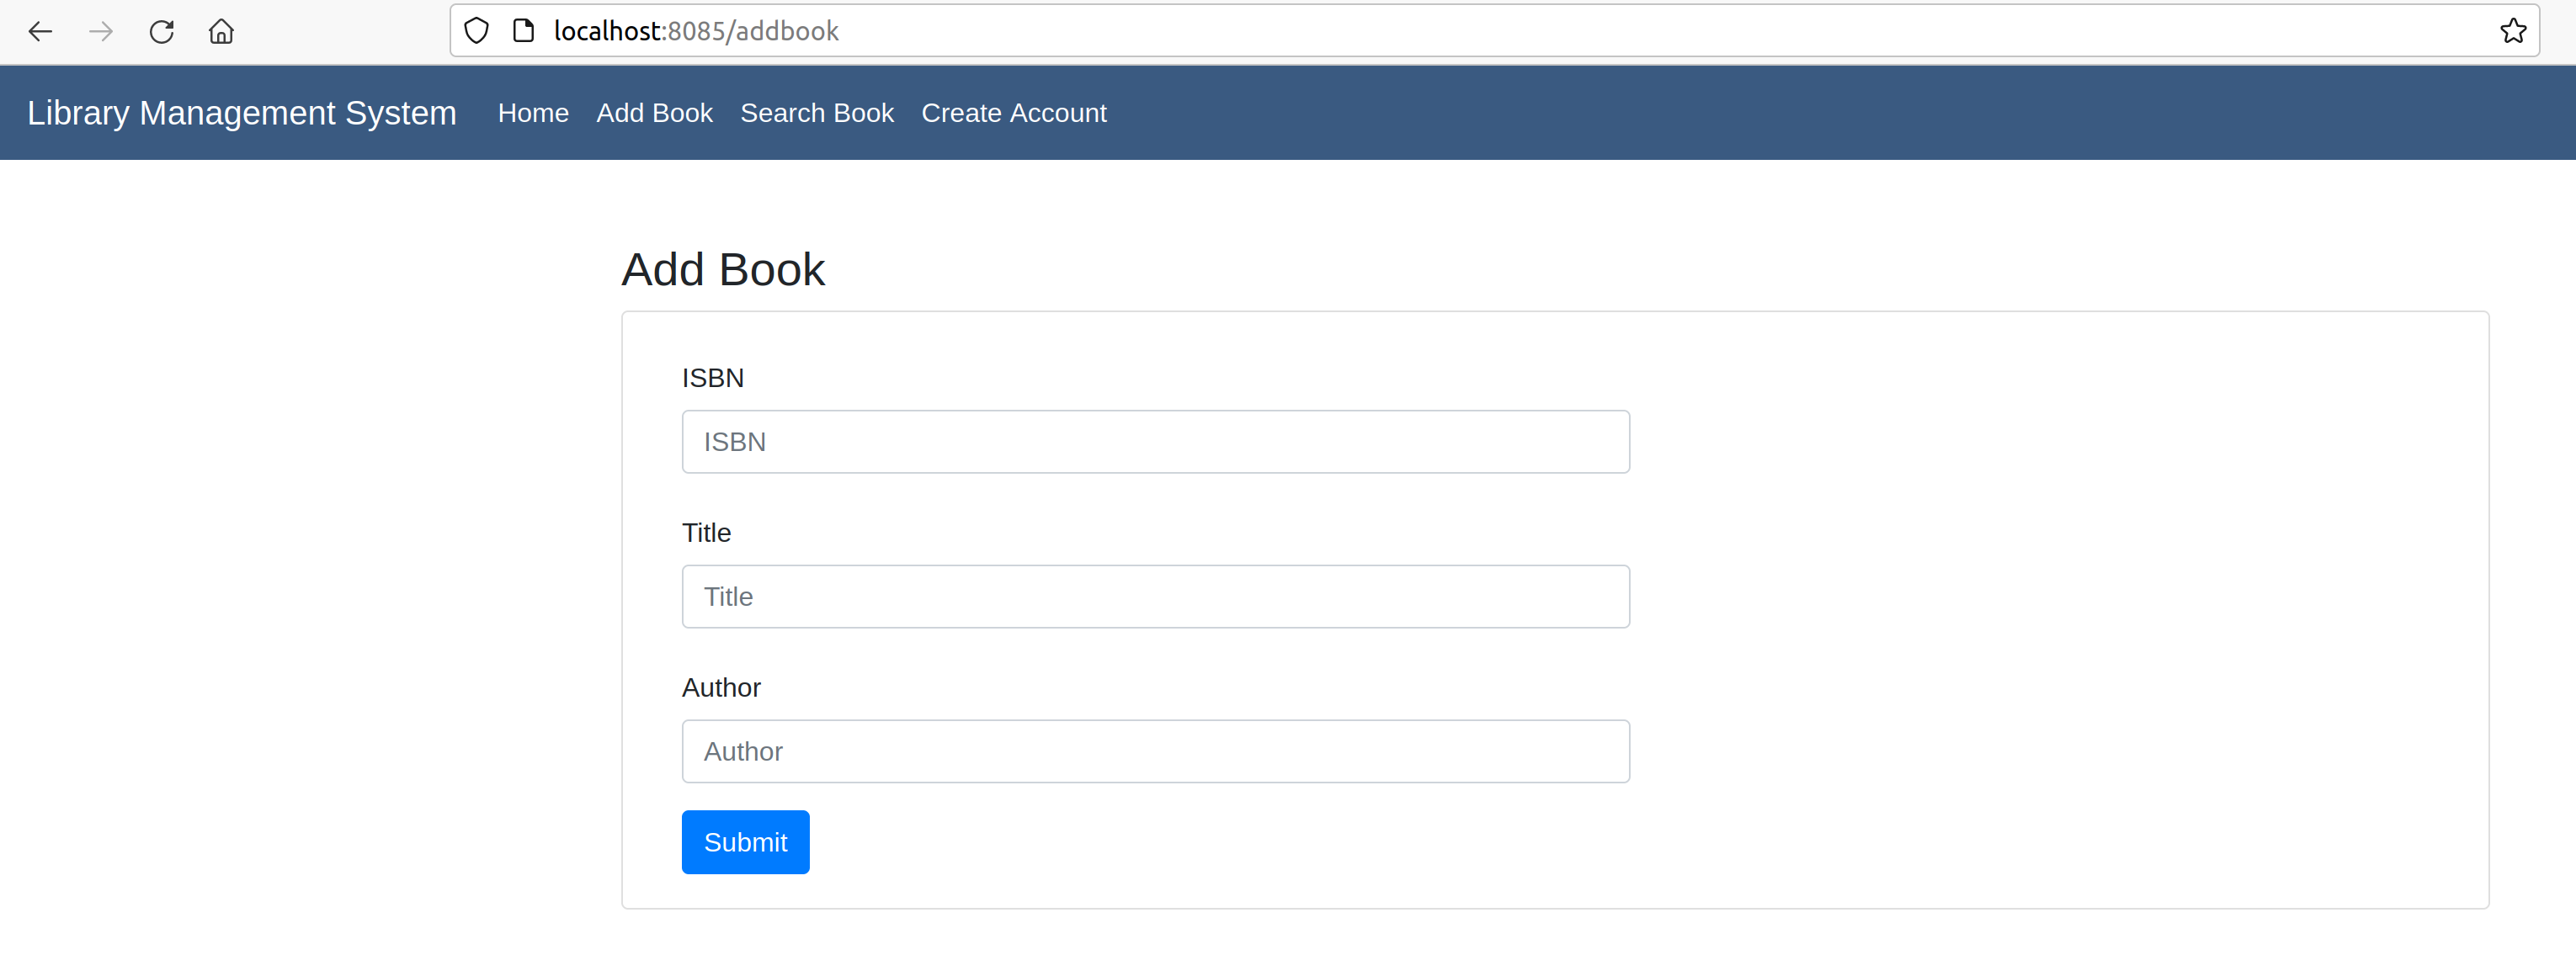 localhost:8085/addbook
Library Management System Home Add Book Search Book Create Account
Add Book
ISBN
ISBN
Title
Title
Author
Author
Submit